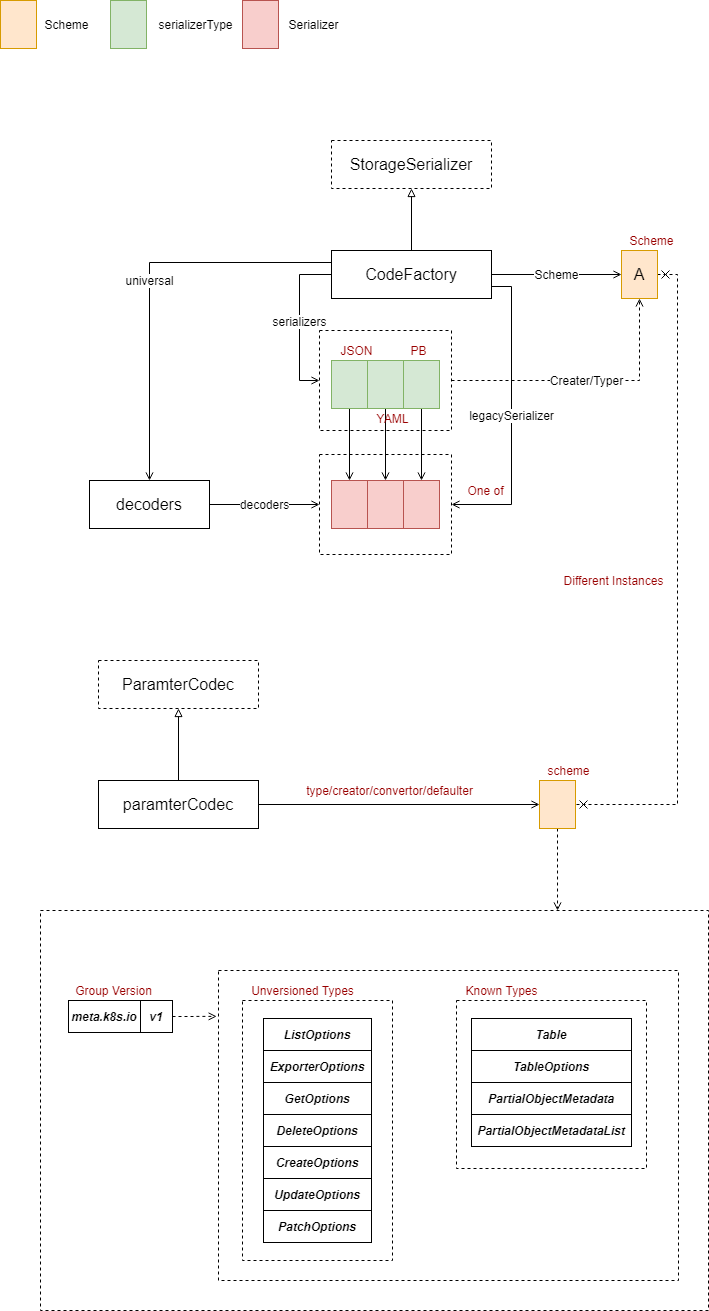 Scheme
serializerType
Serializer
StorageSerializer
Scheme
universal
CodeFactory
Scheme
A
serializers
JSON
PB
Creater/Typer
YAML
legacySerializer
One of
decoders
decoders
Different Instances
ParamterCodec
scheme
type/creator/convertor/defaulter
paramterCodec
Group Version
Unversioned Types
Known Types
meta.k8s.io
v1
ListOptions
ExporterOptions
GetOptions
DeleteOptions
CreateOptions
UpdateOptions
PatchOptions
Table
TableOptions
PartialObjectMetadata
PartialObjectMetadataList